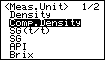 <Meas.Unit> 1/2
Density
Comp.Density
SG(t/t)
SG
API
Brix